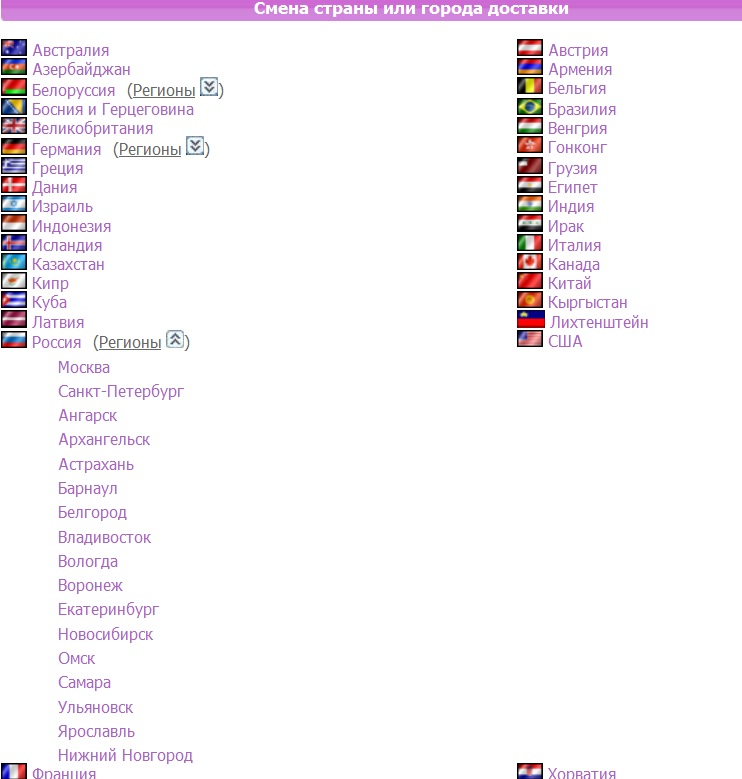 Смена страны или города доставки
Австралия
Австрия
Азербайджан
Армения
Белоруссия (Регионы)
Бельгия
Босния и Герцеговина
Бразилия
Великобритания
Венгрия
Германия (Регионы)
Гонконг
Греция
Грузия
Дания
Египет
Израиль
Индия
Индонезия
Ирак
Исландия
Италия
Казахстан
Канада
Кипр
Китай
Куба
Кыргыстан
Латвия
Лихтенштейн
Россия (Регионы)
США
Москва
Санкт-Петербург
Ангарск
Архангельск
Астрахань
Барнаул
Белгород
Владивосток
Вологда
Воронеж
Екатеринбург
Новосибирск
Омск
Самара
Ульяновск
Ярославль
Нижний Новгород
Франция
Хорватия